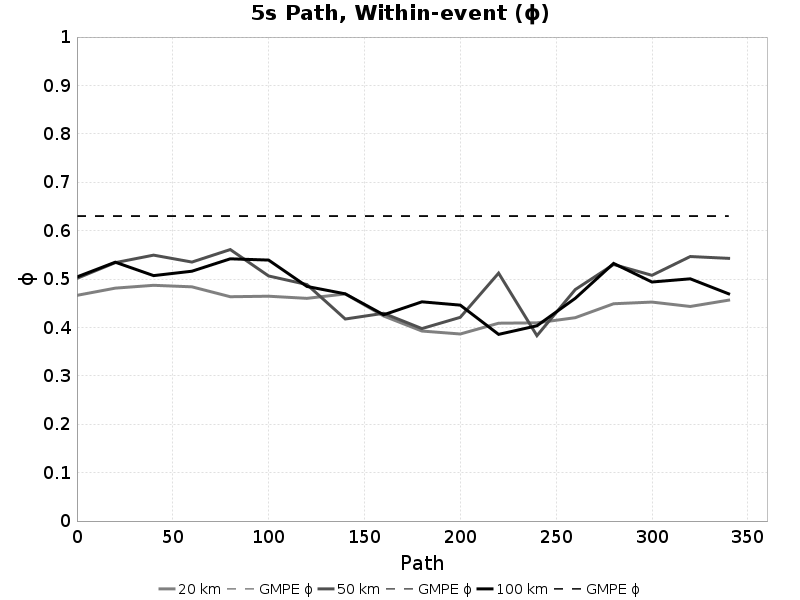 5s Path, Within-event (ϕ)
1
0.9
0.8
0.7
0.6
0.5
0.4
0.3
0.2
0.1
0
ϕ
0 50 100 150 200 250 300 350
Path
20 km GMPE ϕ 50 km GMPE ϕ 100 km GMPE ϕ